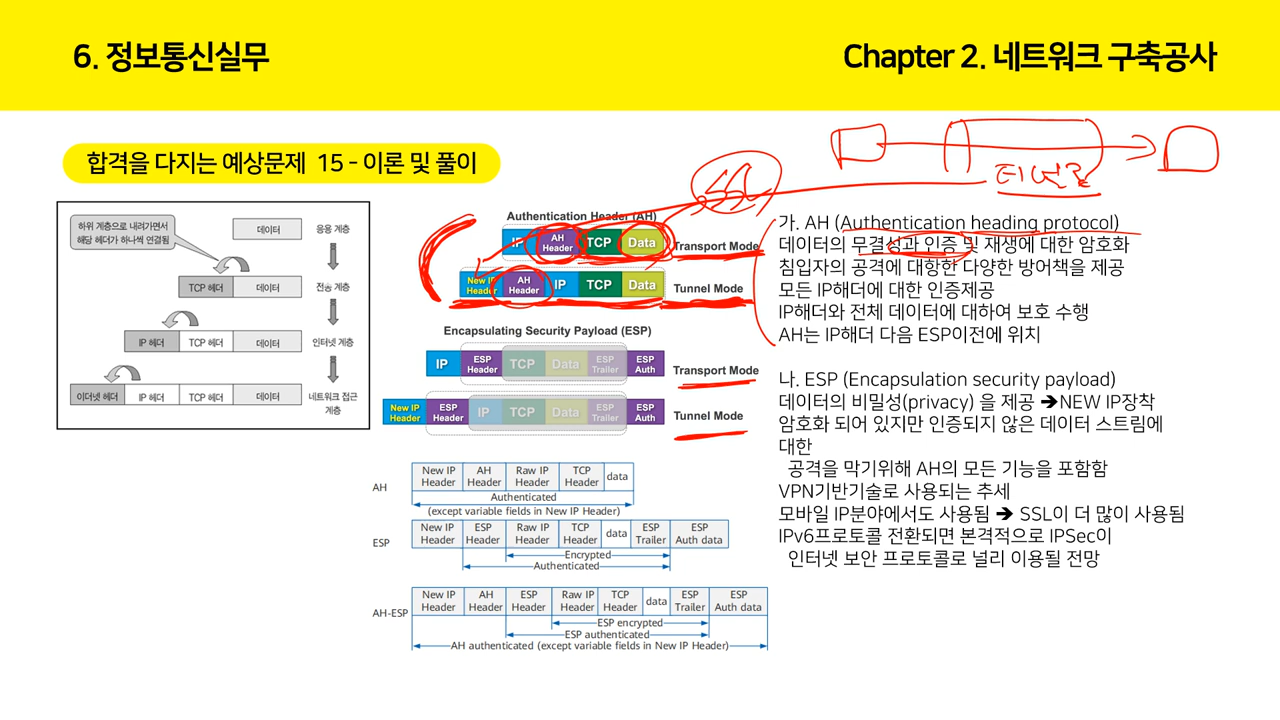 6. 정보통신실무
Chapter 2. 네트워크 구축공사
합격을 다지는 예상문제 15 - 이론 및 풀이
하위 계층으로 내려가면서
해당 헤더가 하나씩 연결됨
데이터
응용 계층
TCP 헤더
데이터
전송 계층
IP 헤더
TCP 헤더
데이터
인터넷 계층
이더넷 헤더
IP 헤더
TCP 헤더
데이터
네트워크 접근
계층
SSL
터널로
Authentication Header (AH)
IP
AH
Header
TCP
Data
Transport Mode
New IP
Header
AH
Header
IP
TCP
Data
Tunnel Mode
Encapsulating Security Payload (ESP)
IP
ESP
Header
TCP
Data
ESP
Trailer
ESP
Auth
Transport Mode
New IP
Header
ESP
Header
IP
TCP
Data
ESP
Trailer
ESP
Auth
Tunnel Mode
AH
New IP
Header
AH
Header
Raw IP
Header
TCP
Header
data
Authenticated
(except variable fields in New IP Header)
ESP
New IP
Header
ESP
Header
Raw IP
Header
TCP
Header
data
ESP
Trailer
ESP
Auth data
Encrypted
Authenticated
AH-ESP
New IP
Header
AH
Header
ESP
Header
Raw IP
Header
TCP
Header
data
ESP
Trailer
ESP
Auth data
ESP encrypted
ESP authenticated
AH authenticated (except variable fields in New IP Header)
가. AH (Authentication heading protocol)
데이터의 무결성과 인증 및 재생에 대한 암호화
침입자의 공격에 대항한 다양한 방어책을 제공
모든 IP해더에 대한 인증제공
IP해더와 전체 데이터에 대하여 보호 수행
AH는 IP해더 다음 ESP이전에 위치
나. ESP (Encapsulation security payload)
데이터의 비밀성(privacy) 을 제공 ➔NEW IP장착
암호화 되어 있지만 인증되지 않은 데이터 스트림에
대한
공격을 막기위해 AH의 모든 기능을 포함함
VPN기반기술로 사용되는 추세
모바일 IP분야에서도 사용됨 ➔ SSL이 더 많이 사용됨
IPv6프로토콜 전환되면 본격적으로 IPSec이
인터넷 보안 프로토콜로 널리 이용될 전망